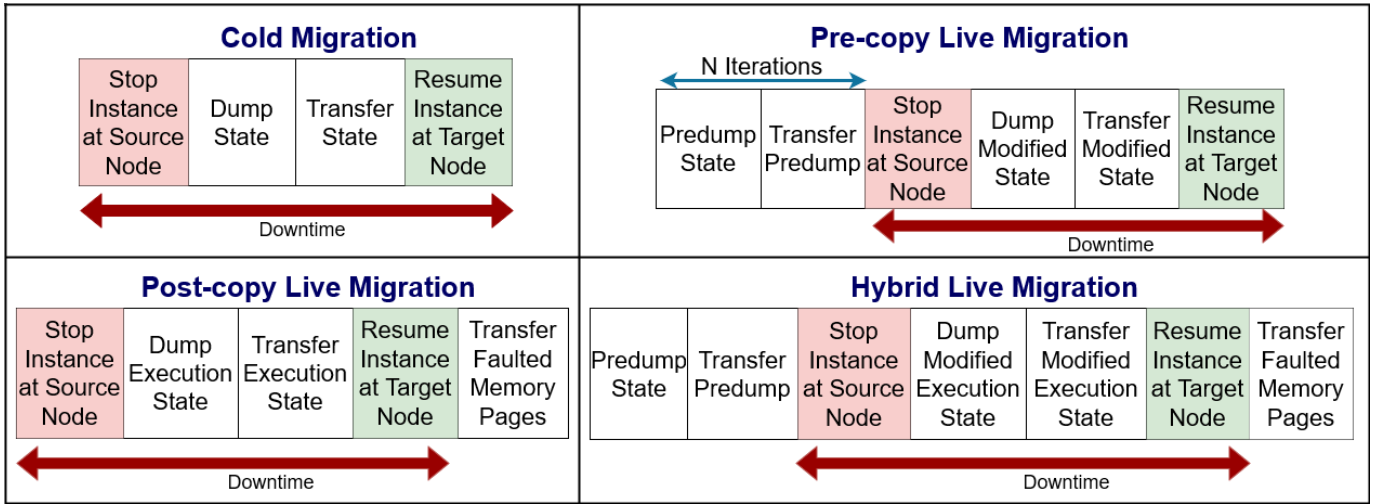 Cold Migration
Stop
Instance
at Source
Node
Dump
State
Transfer
State
Resume
Instance
at Target
Node
Downtime
Pre-copy Live Migration
N Iterations
Predump
State
Transfer
Predump
Stop
Instance
at Source
Node
Dump
Modified
State
Transfer
Modified
State
Resume
Instance
at Target
Node
Downtime
Post-copy Live Migration
Stop
Instance
at Source
Node
Dump
Execution
State
Transfer
Execution
State
Resume
Instance
at Target
Node
Transfer
Faulted
Memory
Pages
Downtime
Hybrid Live Migration
Predump
State
Transfer
Predump
Stop
Instance
at Source
Node
Dump
Modified
Execution
State
Transfer
Modified
Execution
State
Resume
Instance
at Target
Node
Transfer
Faulted
Memory
Pages
Downtime